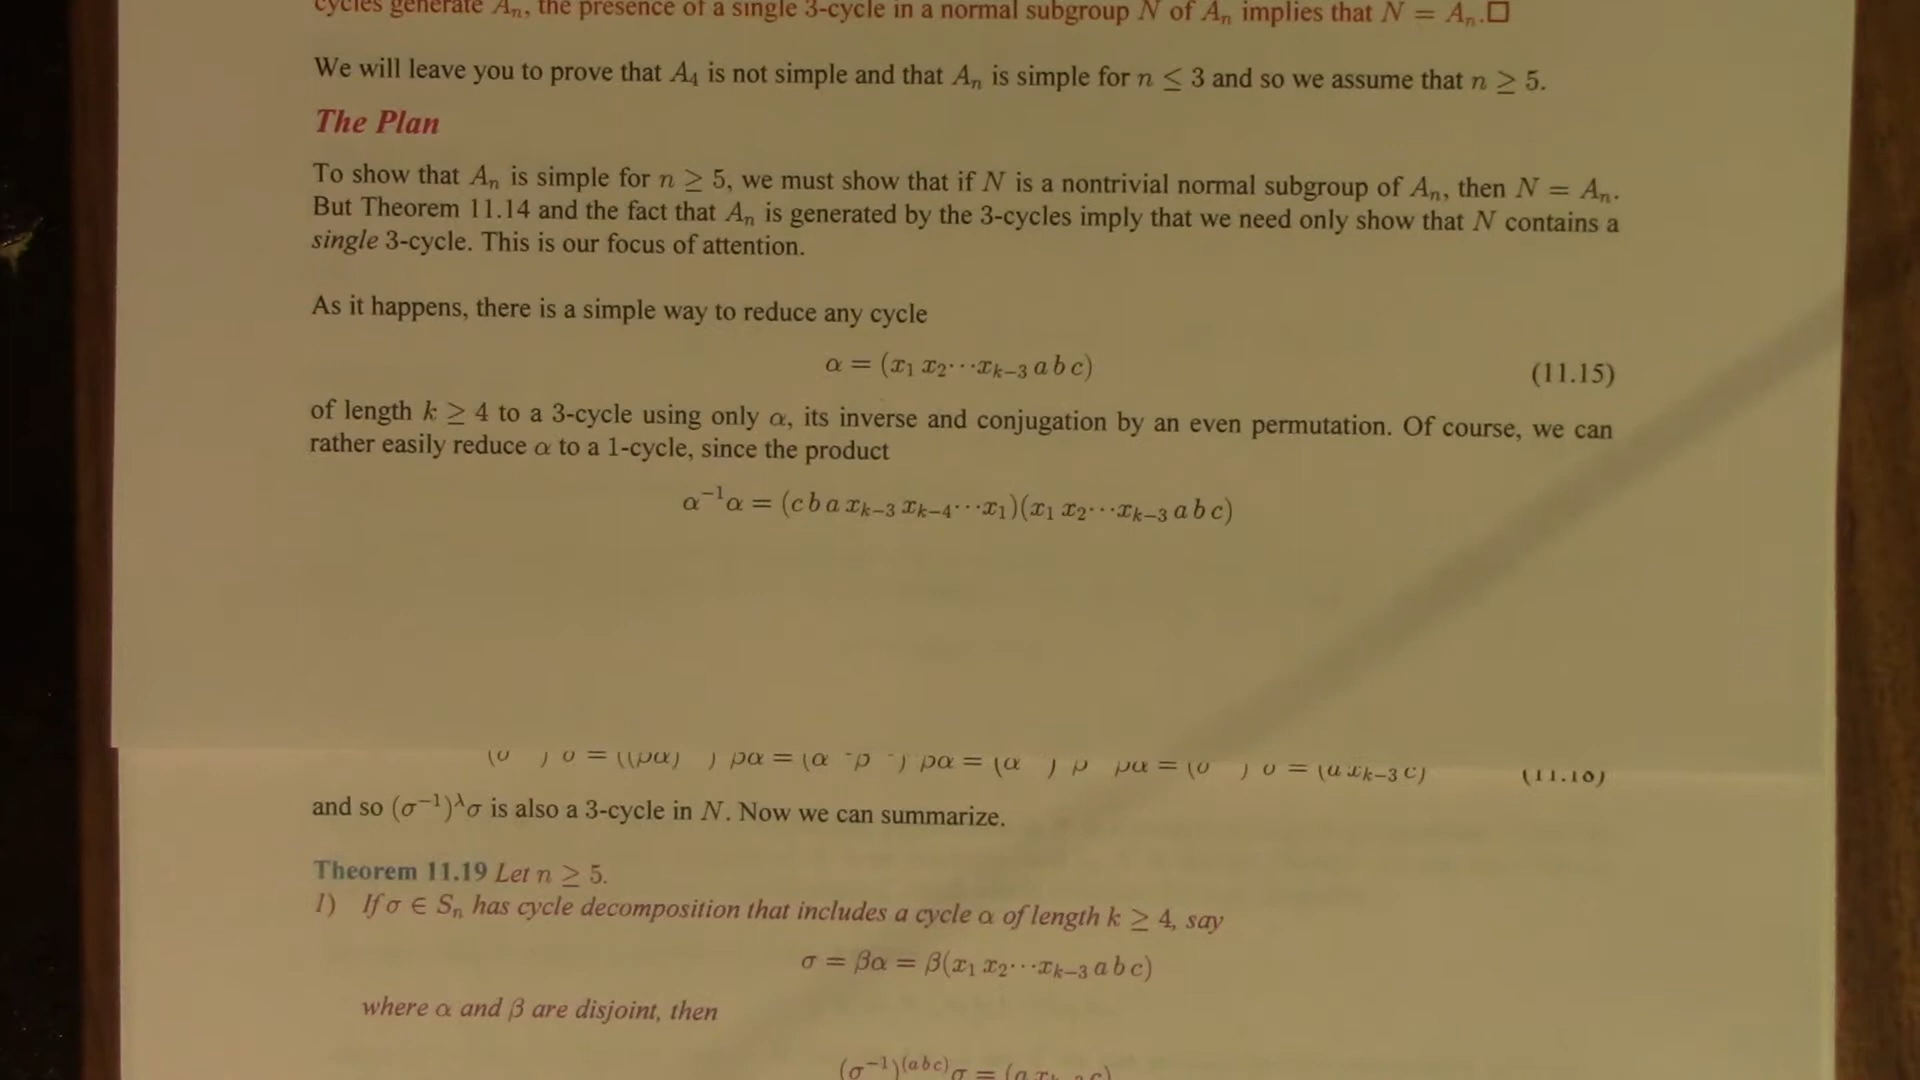 cycles generate Aₙ, the presence of a single 3-cycle in a normal subgroup N of Aₙ implies that N = Aₙ.□
We will leave you to prove that A₄ is not simple and that Aₙ is simple for n ≤ 3 and so we assume that n ≥ 5.
The Plan
To show that Aₙ is simple for n ≥ 5, we must show that if N is a nontrivial normal subgroup of Aₙ, then N = Aₙ.
But Theorem 11.14 and the fact that Aₙ is generated by the 3-cycles imply that we need only show that N contains a
single 3-cycle. This is our focus of attention.
As it happens, there is a simple way to reduce any cycle
α = (x₁ x₂⋯xₖ₋₃ a b c) (11.15)
of length k ≥ 4 to a 3-cycle using only α, its inverse and conjugation by an even permutation. Of course, we can
rather easily reduce α to a 1-cycle, since the product
α⁻¹α = (c b a xₖ₋₃ xₖ₋₄⋯x₁)(x₁ x₂⋯xₖ₋₃ a b c)
and so (σ⁻¹)^λσ is also a 3-cycle in N. Now we can summarize.
Theorem 11.19 Let n ≥ 5.
1) If σ ∈ Sₙ has cycle decomposition that includes a cycle α of length k ≥ 4, say
σ = βα = β(x₁ x₂⋯xₖ₋₃ a b c)
where α and β are disjoint, then
(σ⁻¹)^(abc)σ =